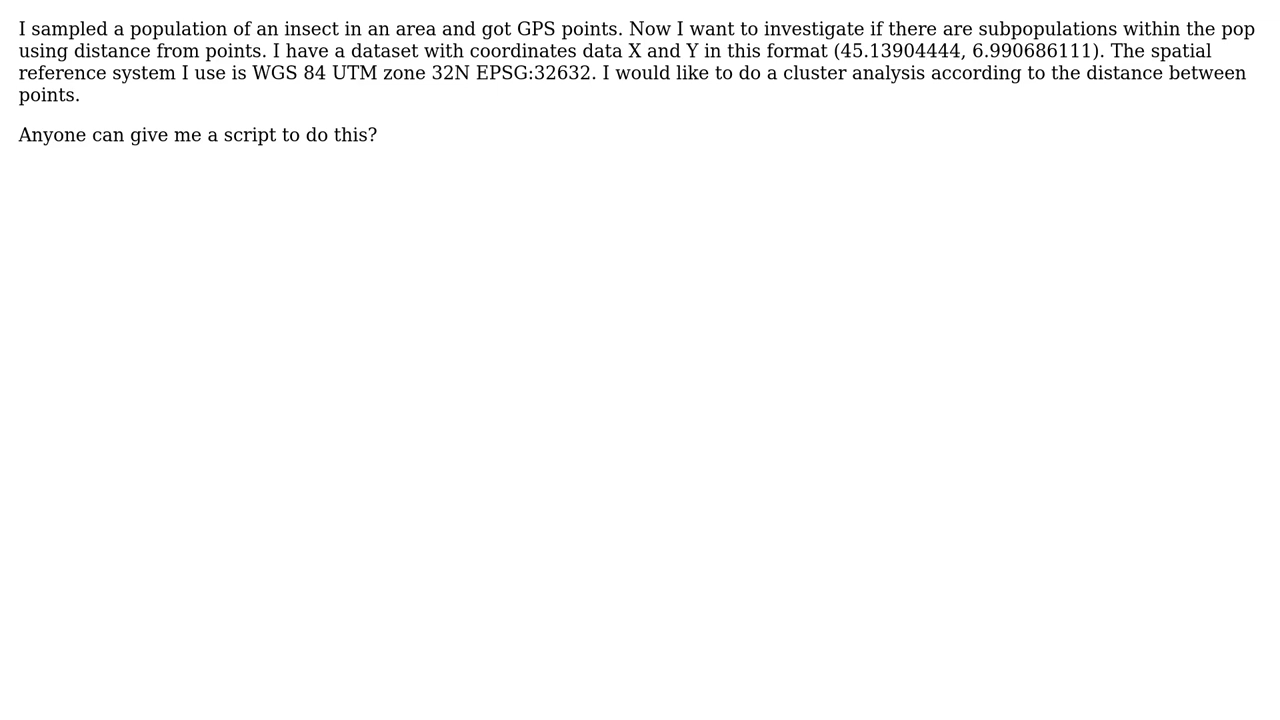 I sampled a population of an insect in an area and got GPS points. Now I want to investigate if there are subpopulations within the pop
using distance from points. I have a dataset with coordinates data X and Y in this format (45.13904444, 6.990686111). The spatial
reference system I use is WGS 84 UTM zone 32N EPSG:32632. I would like to do a cluster analysis according to the distance between
points.
Anyone can give me a script to do this?